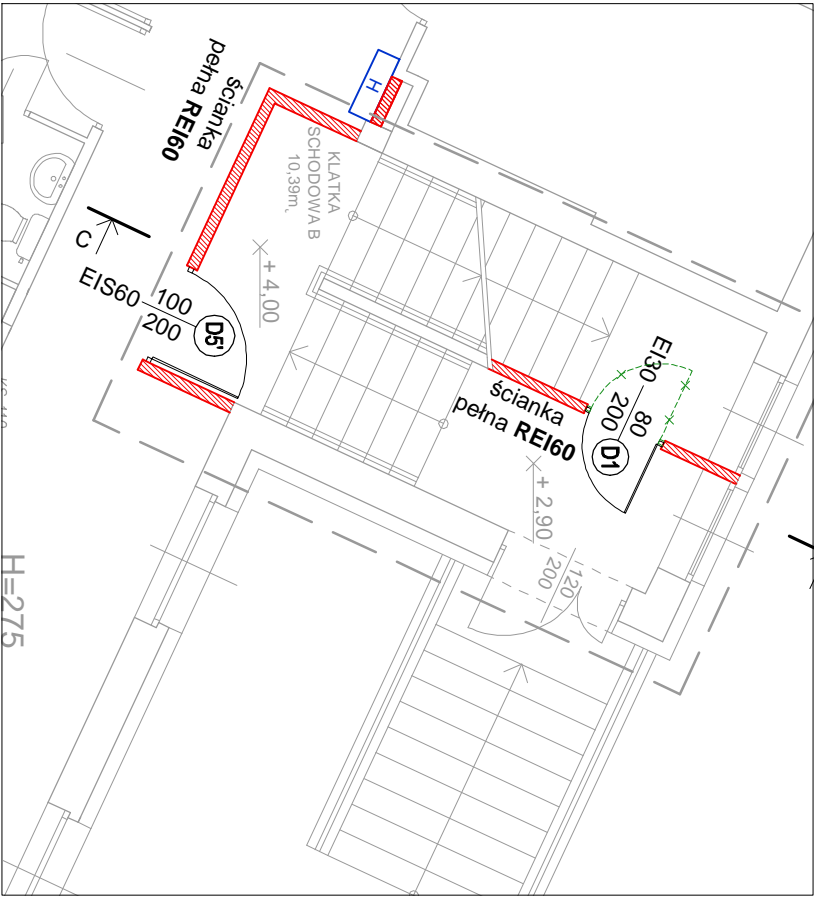 ścianka
pełna REI60
H
KLATKA
SCHODOWA B
10,39m
C
+ 4,00
EIS60
100
200
D5'
EI30
80
200
D1
ścianka
pełna REI60
+ 2,90
120
200
H=275